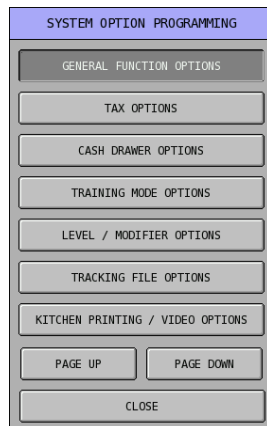 SYSTEM OPTION PROGRAMMING
GENERAL FUNCTION OPTIONS
TAX OPTIONS
CASH DRAWER OPTIONS
TRAINING MODE OPTIONS
LEVEL / MODIFIER OPTIONS
TRACKING FILE OPTIONS
KITCHEN PRINTING / VIDEO OPTIONS
PAGE UP PAGE DOWN
CLOSE